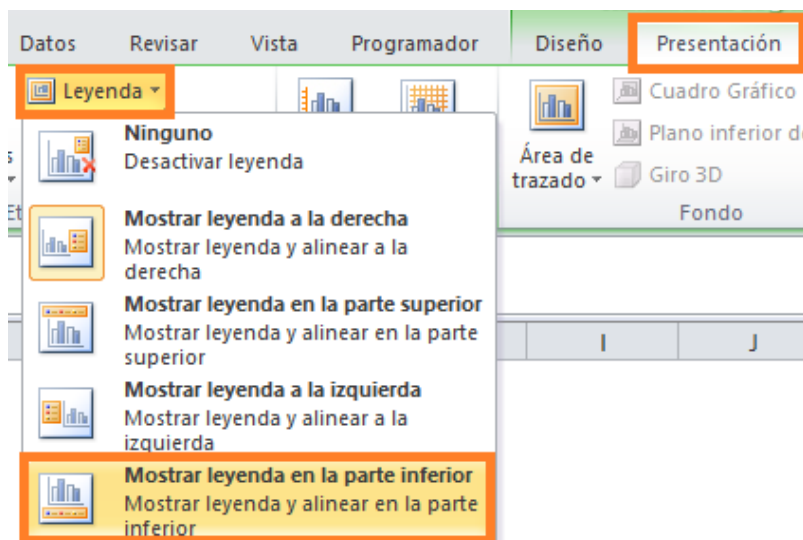 Datos Revisar Vista Programador Diseño Presentación
Leyenda
Ninguno
Desactivar leyenda
Mostrar leyenda a la derecha
Mostrar leyenda y alinear a la
derecha
Mostrar leyenda en la parte superior
Mostrar leyenda y alinear en la parte
superior
Mostrar leyenda a la izquierda
Mostrar leyenda y alinear a la
izquierda
Mostrar leyenda en la parte inferior
Mostrar leyenda y alinear en la parte
inferior
Área de
trazado
Cuadro Gráfico
Plano inferior d
Giro 3D
Fondo
I J